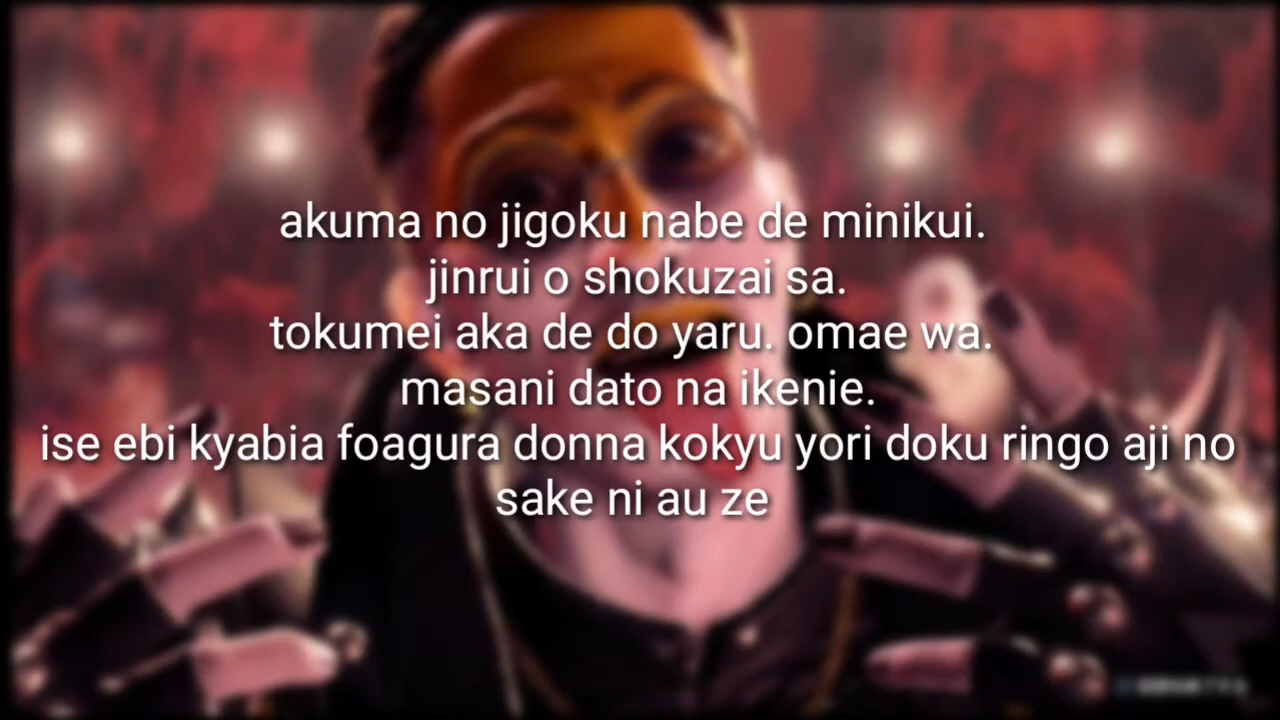 akuma no jigoku nabe de minikui.
jinrui o shokuzai sa.
tokumei aka de do yaru. omae wa.
masani dato na ikenie.
ise ebi kyabia foagura donna kokyu yori doku ringo aji no
sake ni au ze